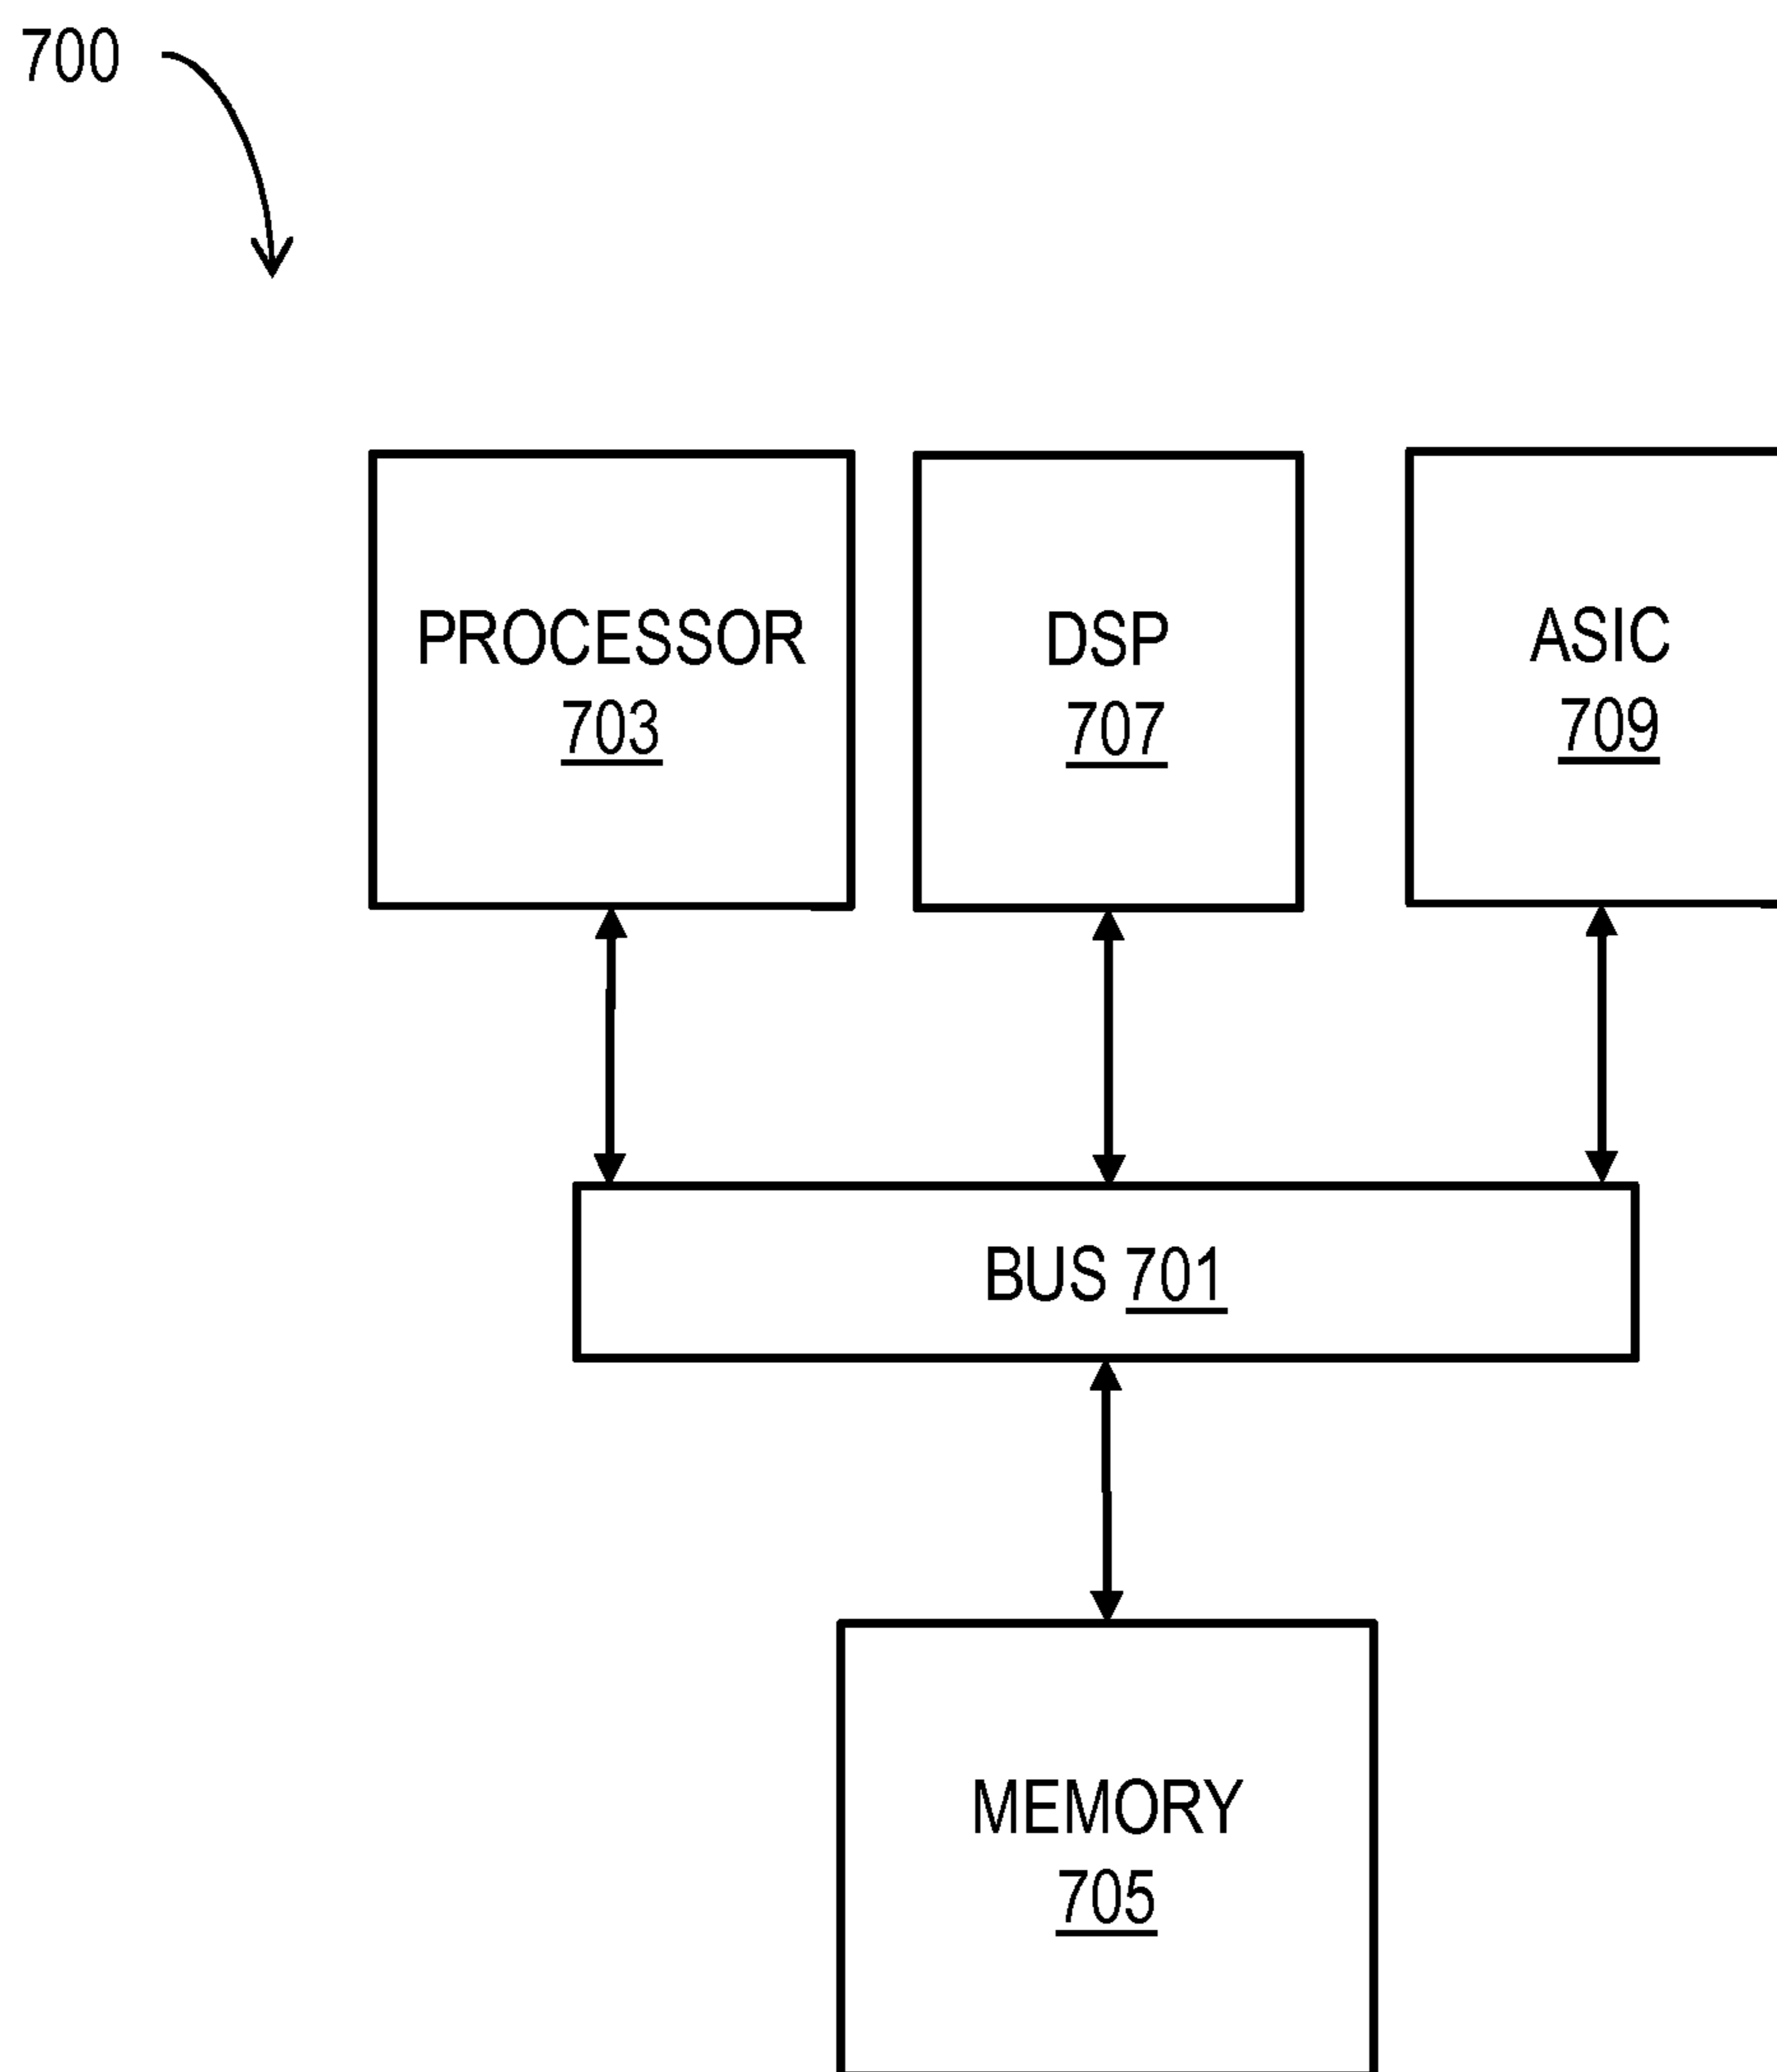 700
PROCESSOR
703
DSP
707
ASIC
709
BUS 701
MEMORY
705